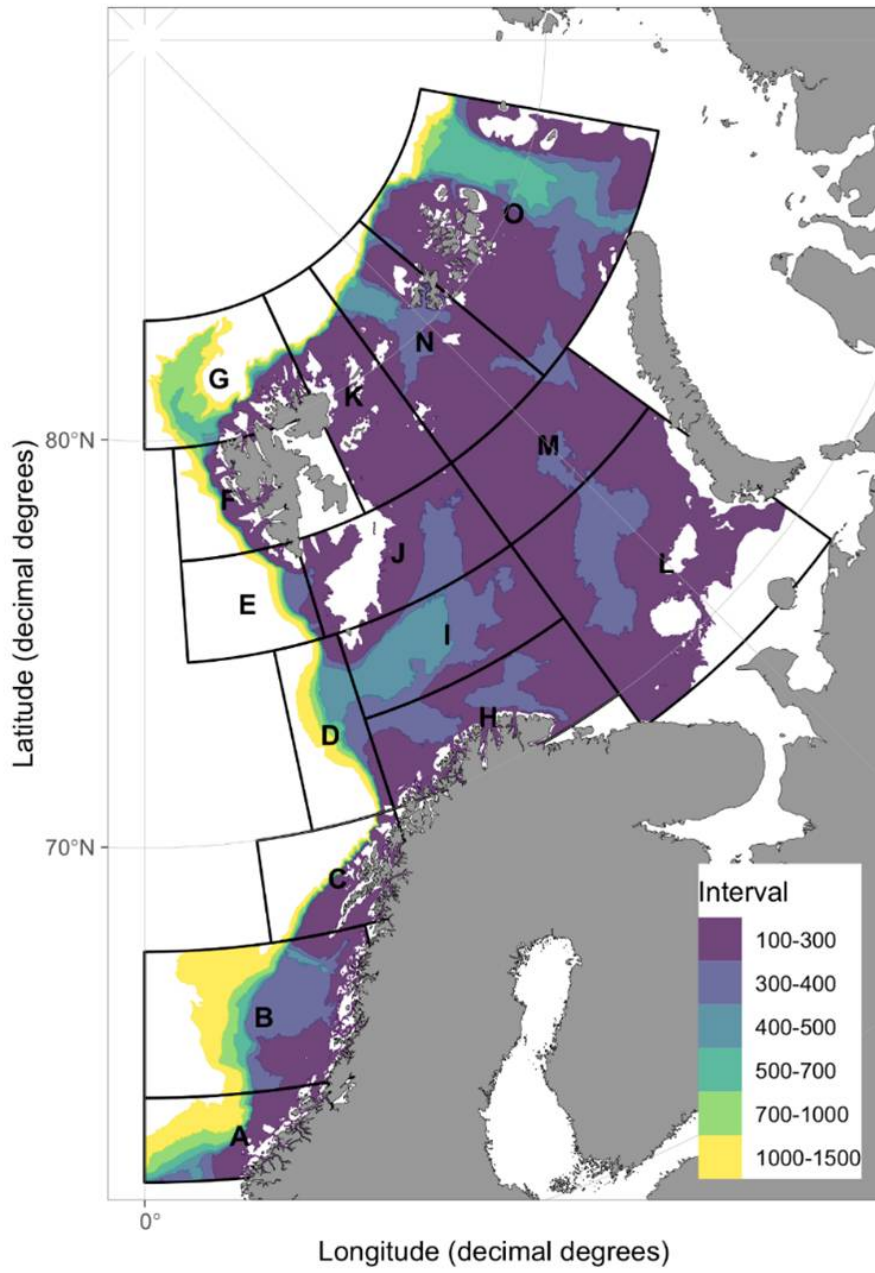 O
N
G
K
80°N
M
F
J
L
E
I
H
D
70°N
C
B
A
0°
Latitude (decimal degrees)
Longitude (decimal degrees)
Interval
100-300
300-400
400-500
500-700
700-1000
1000-1500